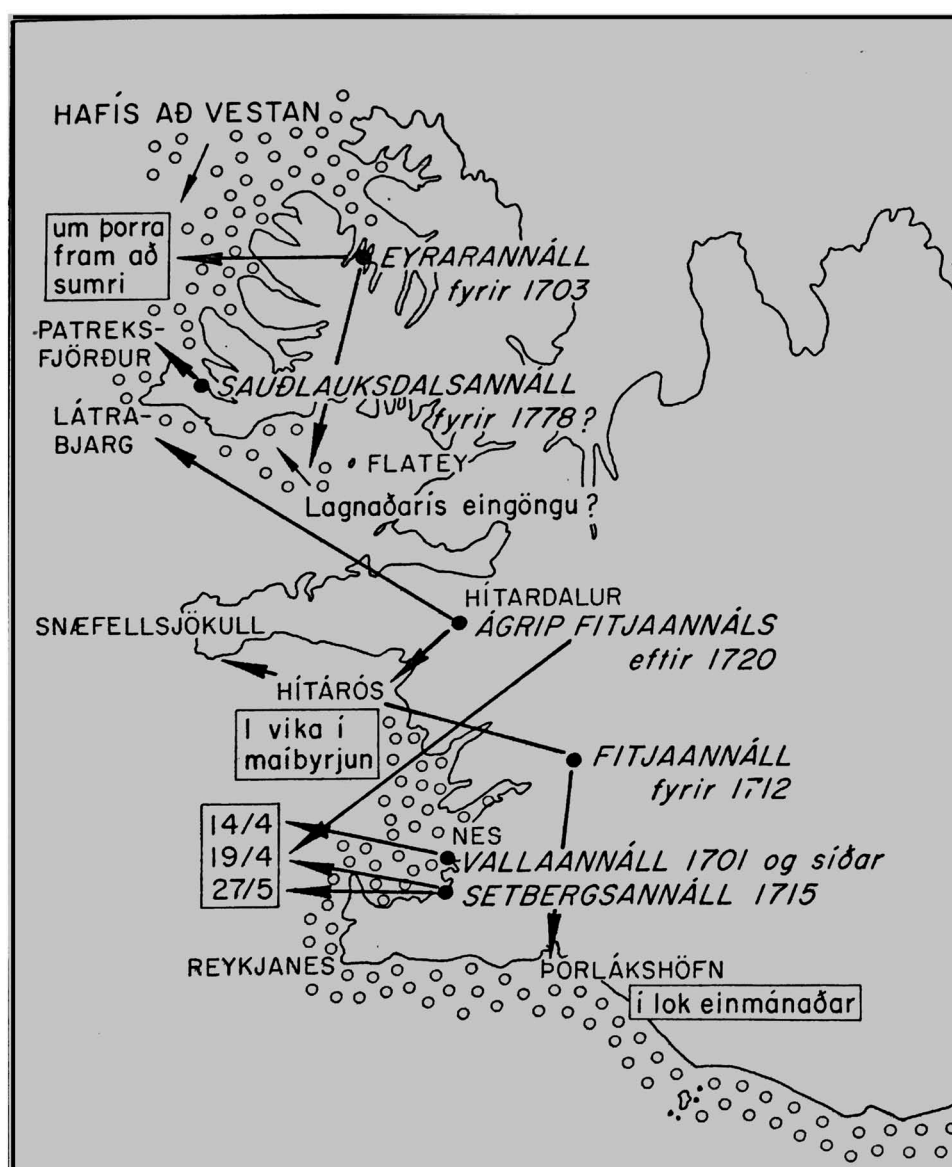 HAFÍS AÐ VESTAN
um þorra
fram að
sumri
EYRARANNÁLL
fyrir 1703
PATREKS-
FJÖRÐUR
SAUÐLAUKSDALSANNÁLL
fyrir 1778?
LÁTRA-
BJARG
FLATEY
Lagnaðarís eingöngu?
HÍTARDALUR
SNÆFELLSJÖKULL
ÁGRIP FITJAANNÁLS
eftir 1720
HÍTARÓS
I vika í
maíbyrjun
FITJAANNÁLL
fyrir 1712
14/4
19/4
27/5
NES
VALLAANNÁLL 1701 og síðar
SETBERGSANNÁLL 1715
REYKJANES
ÞORLÁKSHÖFN
í lok einmánaðar